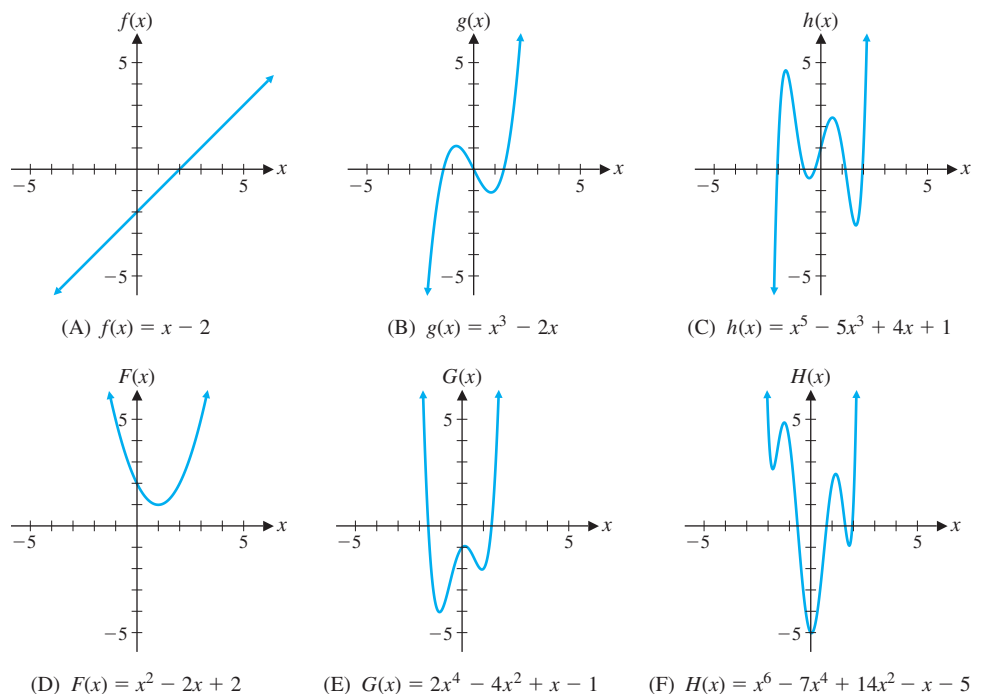 f(x) g(x) h(x)
5 5 5
−5 5 x −5 5 x −5 5 x
−5 −5 −5
(A) f(x) = x − 2 (B) g(x) = x³ − 2x (C) h(x) = x⁵ − 5x³ + 4x + 1
F(x) G(x) H(x)
5 5 5
−5 5 x −5 5 x −5 5 x
−5 −5 −5
(D) F(x) = x² − 2x + 2 (E) G(x) = 2x⁴ − 4x² + x − 1 (F) H(x) = x⁶ − 7x⁴ + 14x² − x − 5